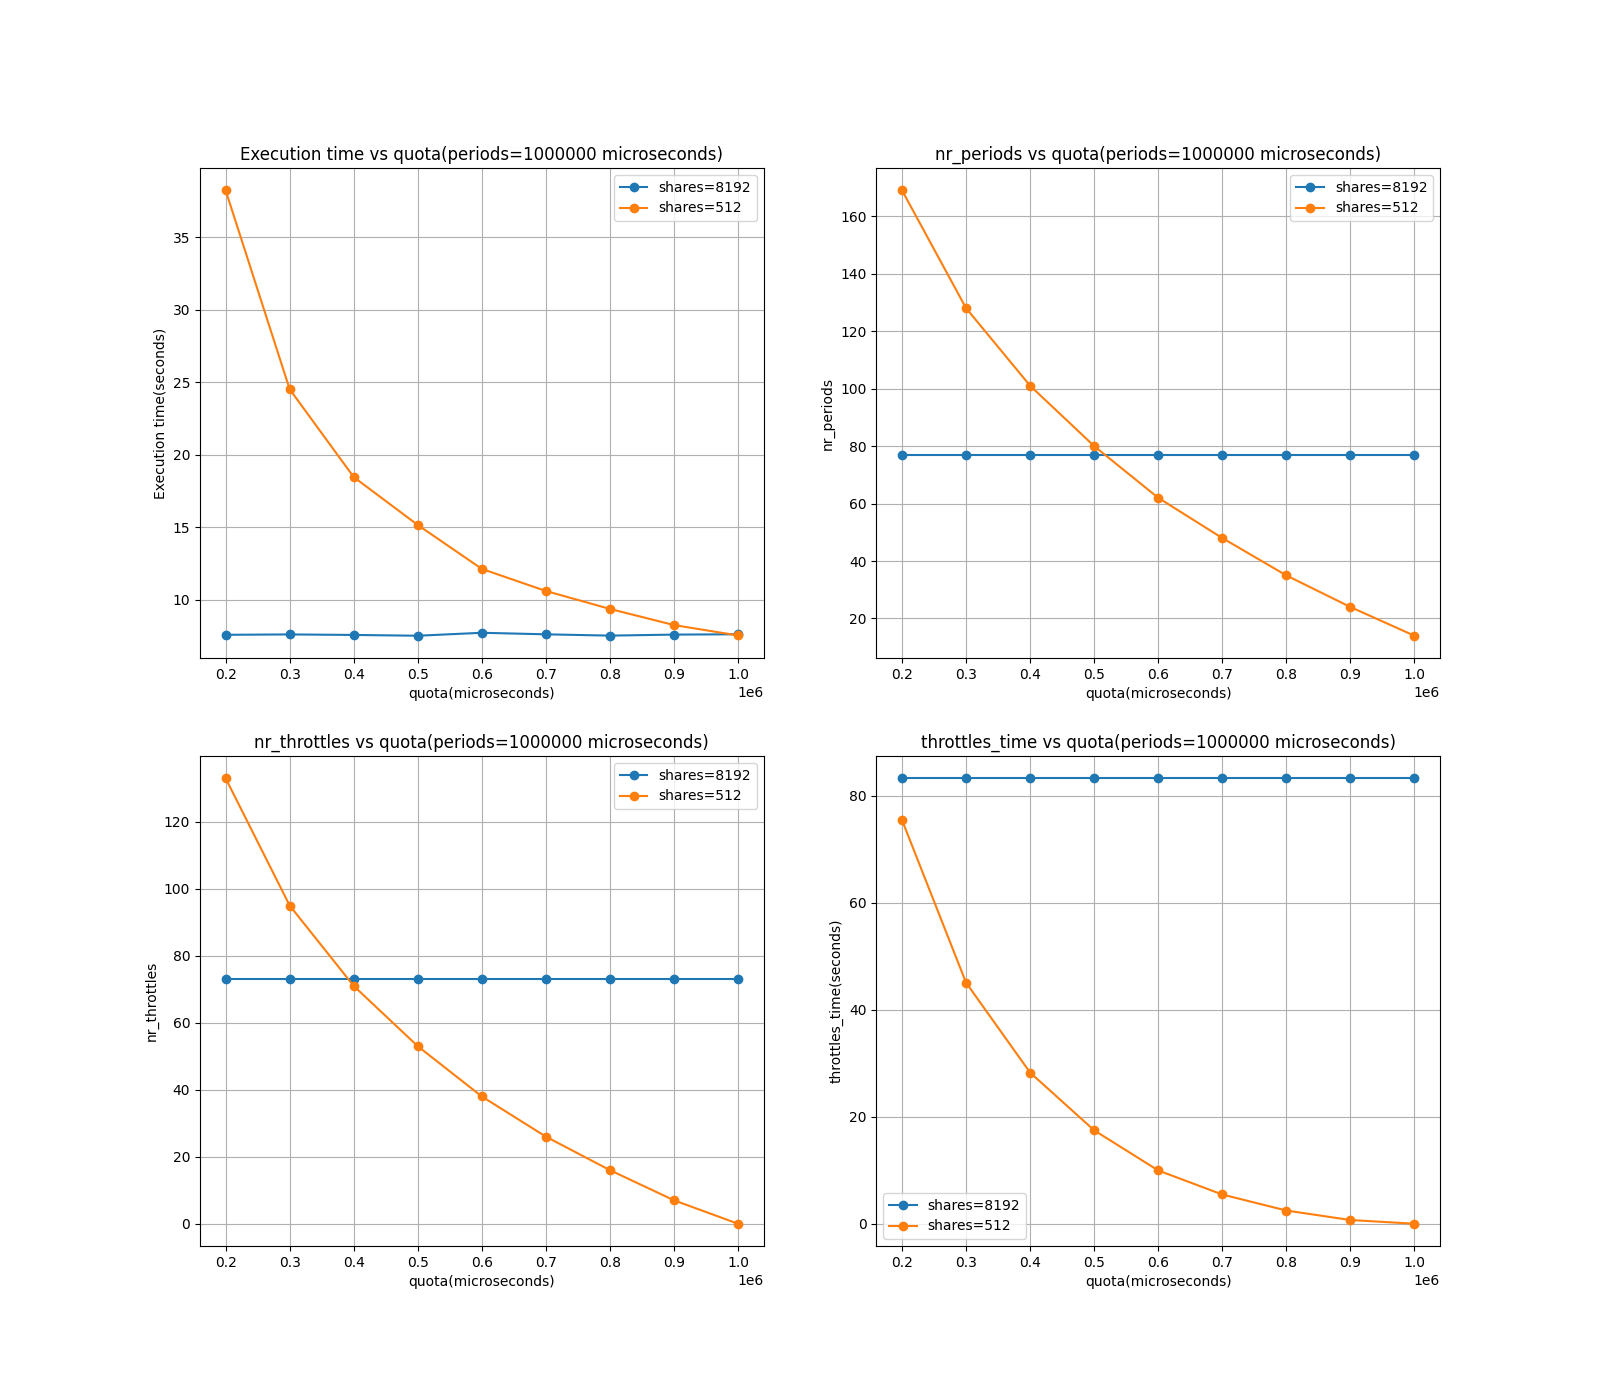 Execution time vs quota(periods=1000000 microseconds)
shares=8192
shares=512
35
30
25
20
15
10
Execution time(seconds)
0.2 0.3 0.4 0.5 0.6 0.7 0.8 0.9 1.0
1e6
quota(microseconds)
nr_periods vs quota(periods=1000000 microseconds)
shares=8192
shares=512
160
140
120
100
80
60
40
20
nr_periods
0.2 0.3 0.4 0.5 0.6 0.7 0.8 0.9 1.0
1e6
quota(microseconds)
nr_throttles vs quota(periods=1000000 microseconds)
shares=8192
shares=512
120
100
80
60
40
20
0
nr_throttles
0.2 0.3 0.4 0.5 0.6 0.7 0.8 0.9 1.0
1e6
quota(microseconds)
throttles_time vs quota(periods=1000000 microseconds)
80
60
40
20
0
throttles_time(seconds)
shares=8192
shares=512
0.2 0.3 0.4 0.5 0.6 0.7 0.8 0.9 1.0
1e6
quota(microseconds)